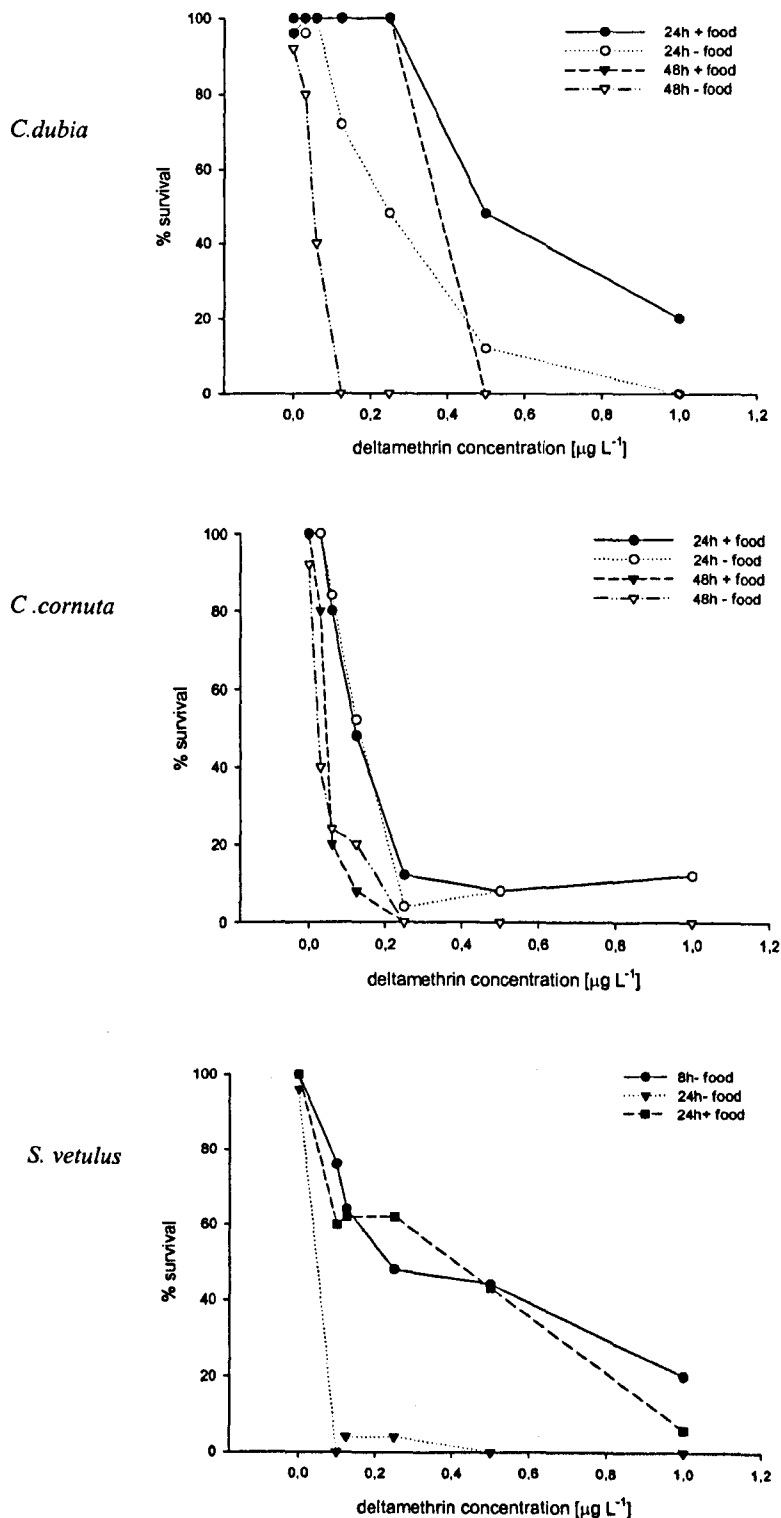 C.dubia
% survival
100
80
60
40
20
0
24h + food
24h - food
48h + food
48h - food
0,0 0,2 0,4 0,6 0,8 1,0 1,2
deltamethrin concentration [µg L⁻¹]
C .cornuta
% survival
100
80
60
40
20
0
24h + food
24h - food
48h + food
48h - food
0,0 0,2 0,4 0,6 0,8 1,0 1,2
deltamethrin concentration [µg L⁻¹]
S. vetulus
% survival
100
80
60
40
20
0
8h- food
24h- food
24h+ food
0,0 0,2 0,4 0,6 0,8 1,0 1,2
deltamethrin concentration [µg L⁻¹]